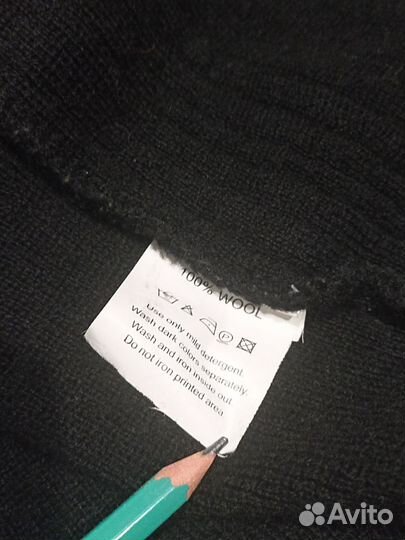 100% WOOL
Use only mild detergent.
Wash dark colors separately.
Wash and iron inside out
Do not iron printed area
Avito